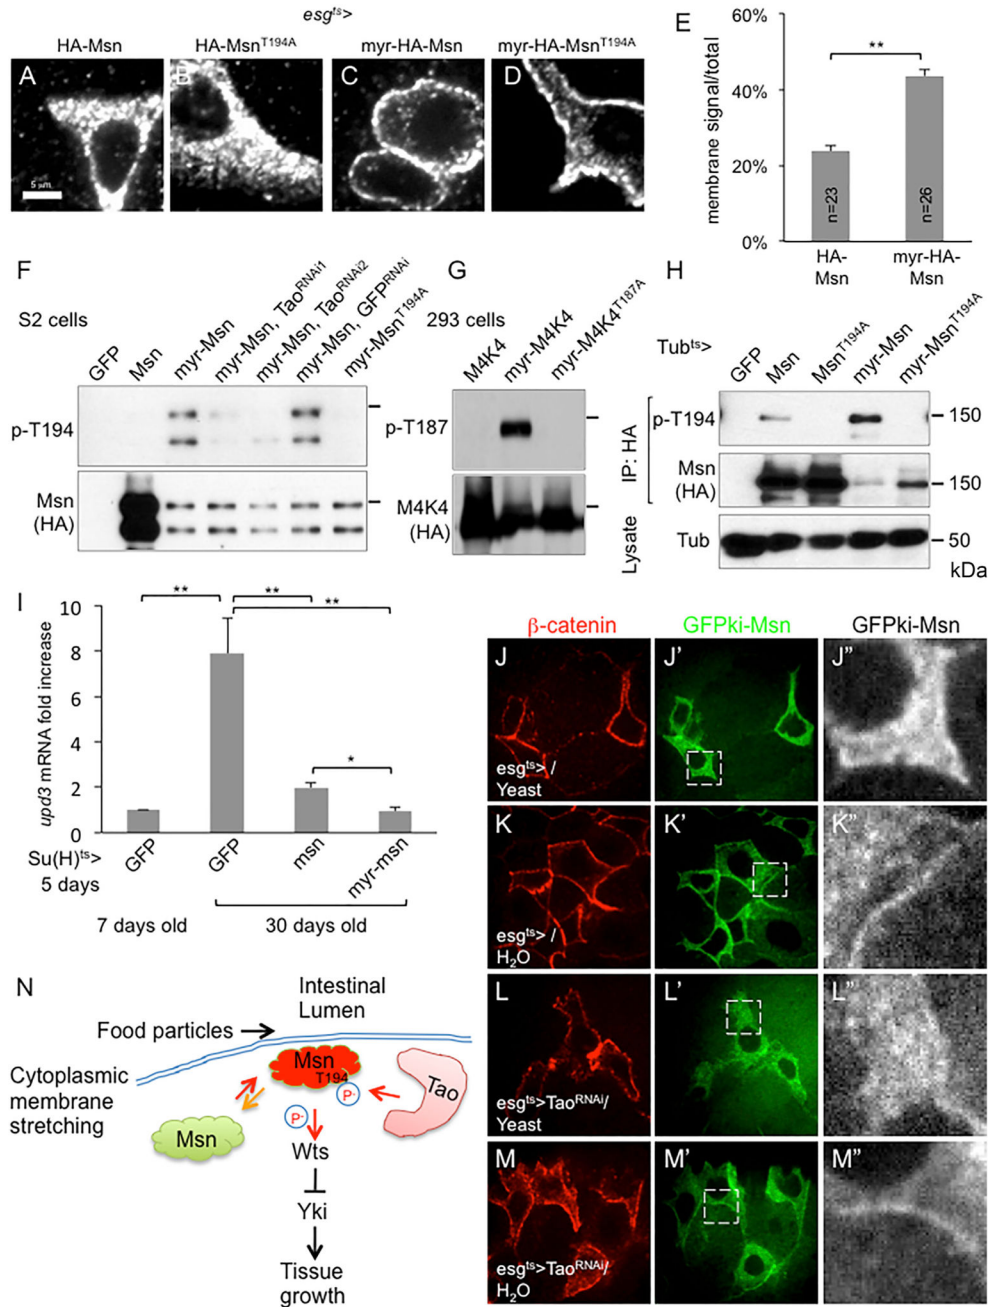 esgᵗˢ>
HA-Msn
HA-Msnᵀ¹⁹⁴ᴬ
myr-HA-Msn
myr-HA-Msnᵀ¹⁹⁴ᴬ
A
B
C
D
5 µm
E
membrane signal/total
60%
40%
20%
0%
**
n=23
n=26
HA-
Msn
myr-HA-
Msn
F
S2 cells
GFP
Msn
myr-Msn
myr-Msn, Taoᴿᴺᴬⁱ¹
myr-Msn, Taoᴿᴺᴬⁱ²
myr-Msn, GFPᴿᴺᴬⁱ
myr-Msnᵀ¹⁹⁴ᴬ
p-T194
Msn
(HA)
G
293 cells
M4K4
myr-M4K4
myr-M4K4ᵀ¹⁸⁷ᴬ
p-T187
M4K4
(HA)
H
Tubᵗˢ>
GFP
Msn
Msnᵀ¹⁹⁴ᴬ
myr-Msn
myr-Msnᵀ¹⁹⁴ᴬ
IP: HA
p-T194
150
Msn
(HA)
150
Lysate
Tub
50
kDa
I
upd3 mRNA fold increase
10
8
6
4
2
0
**
**
**
*
Su(H)ᵗˢ>
5 days
GFP
GFP
msn
myr-msn
7 days old
30 days old
β-catenin
GFPki-Msn
GFPki-Msn
J
J'
J"
esgᵗˢ> /
Yeast
K
K'
K"
esgᵗˢ> /
H₂O
L
L'
L"
esgᵗˢ>Taoᴿᴺᴬⁱ/
Yeast
M
M'
M"
esgᵗˢ>Taoᴿᴺᴬⁱ/
H₂O
N
Intestinal
Lumen
Food particles
Cytoplasmic
membrane
stretching
Msn
T194
P-
Tao
Msn
P-
Wts
Yki
Tissue
growth